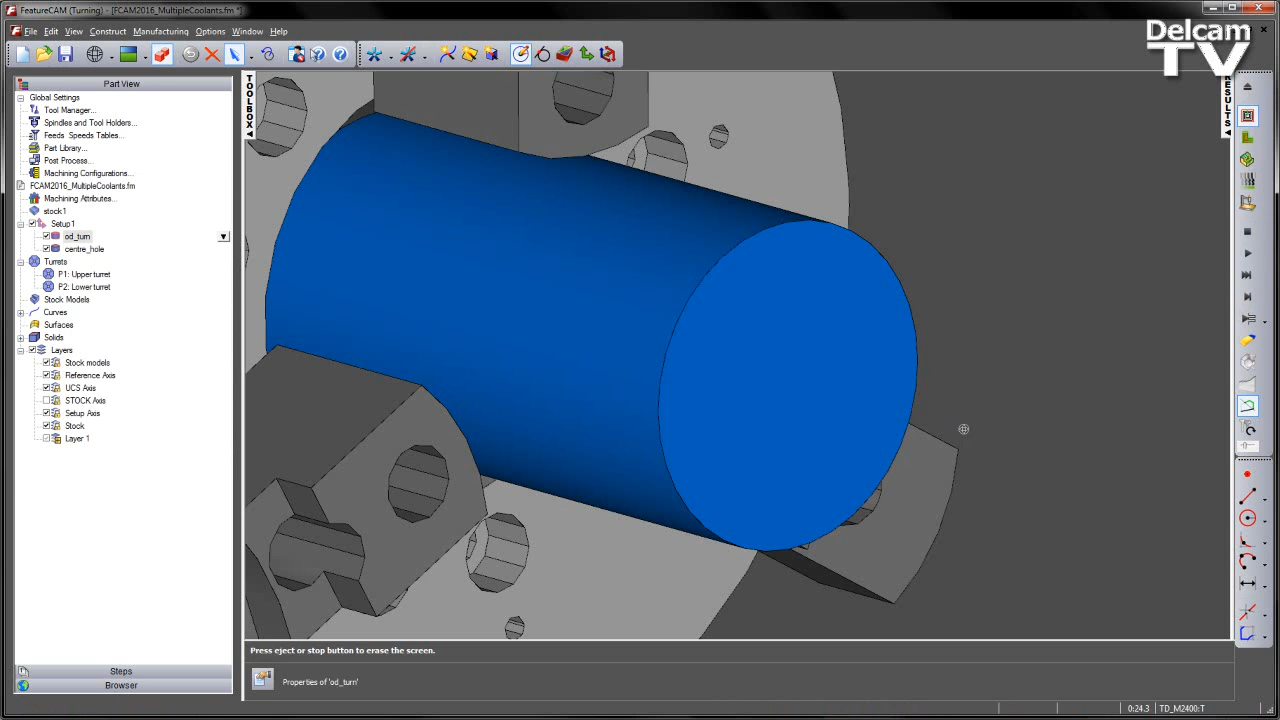 FeatureCAM (Turning) - [FCAM2016_MultipleCoolants.fm *]
File Edit View Construct Manufacturing Options Window Help
Delcam
TV
Part View
TOOLBOX
RESULTS
Global Settings
Tool Manager...
Spindles and Tool Holders...
Feeds Speeds Tables...
Part Library...
Post Process...
Machining Configurations...
FCAM2016_MultipleCoolants.fm
Machining Attributes...
stock1
Setup1
od_turn
centre_hole
Turrets
P1: Upper turret
P2: Lower turret
Stock Models
Curves
Surfaces
Solids
Layers
Stock models
Reference Axis
UCS Axis
STOCK Axis
Setup Axis
Stock
Layer 1
Steps
Browser
Press eject or stop button to erase the screen.
Properties of 'od_turn'
0:24.3 TD_M2400:T